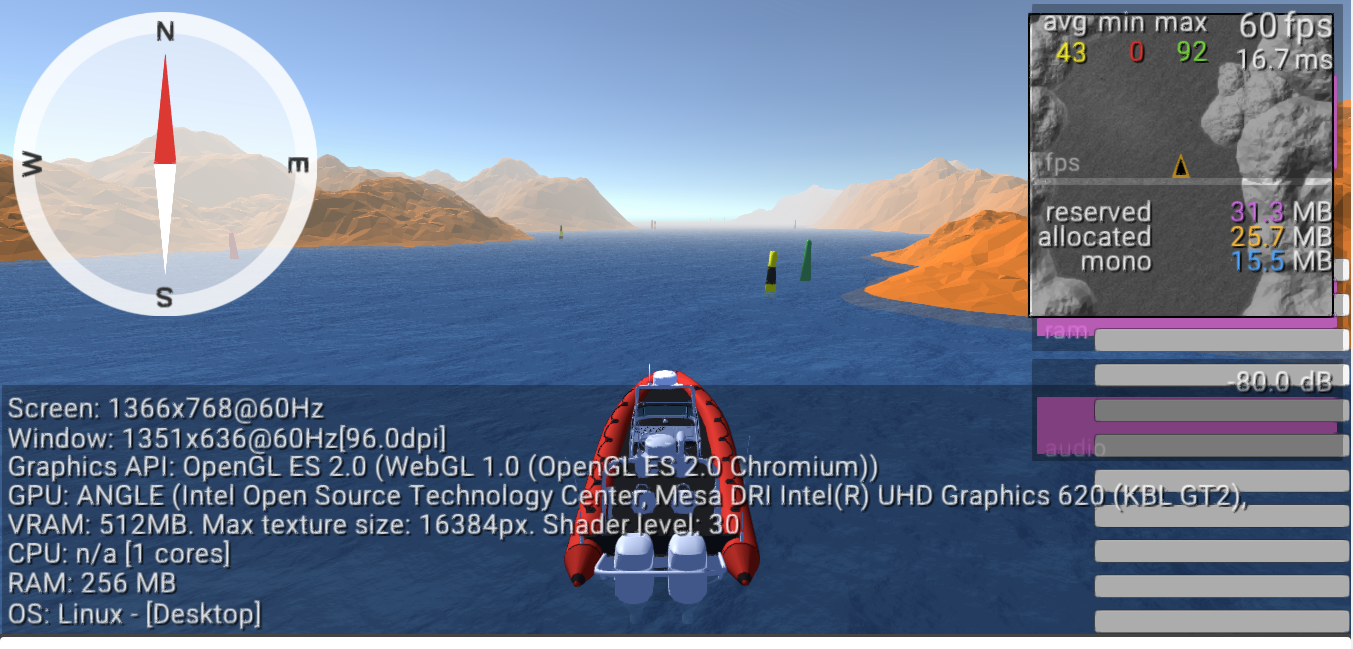 N
W
E
S
avg min max 60 fps
43 0 92 16.7 ms
fps
reserved 31.3 MB
allocated 25.7 MB
mono 15.5 MB
ram
-80.0 dB
audio
Screen: 1366x768@60Hz
Window: 1351x636@60Hz[96.0dpi]
Graphics API: OpenGL ES 2.0 (WebGL 1.0 (OpenGL ES 2.0 Chromium))
GPU: ANGLE (Intel Open Source Technology Center, Mesa DRI Intel(R) UHD Graphics 620 (KBL GT2),
VRAM: 512MB. Max texture size: 16384px. Shader level: 30
CPU: n/a [1 cores]
RAM: 256 MB
OS: Linux - [Desktop]